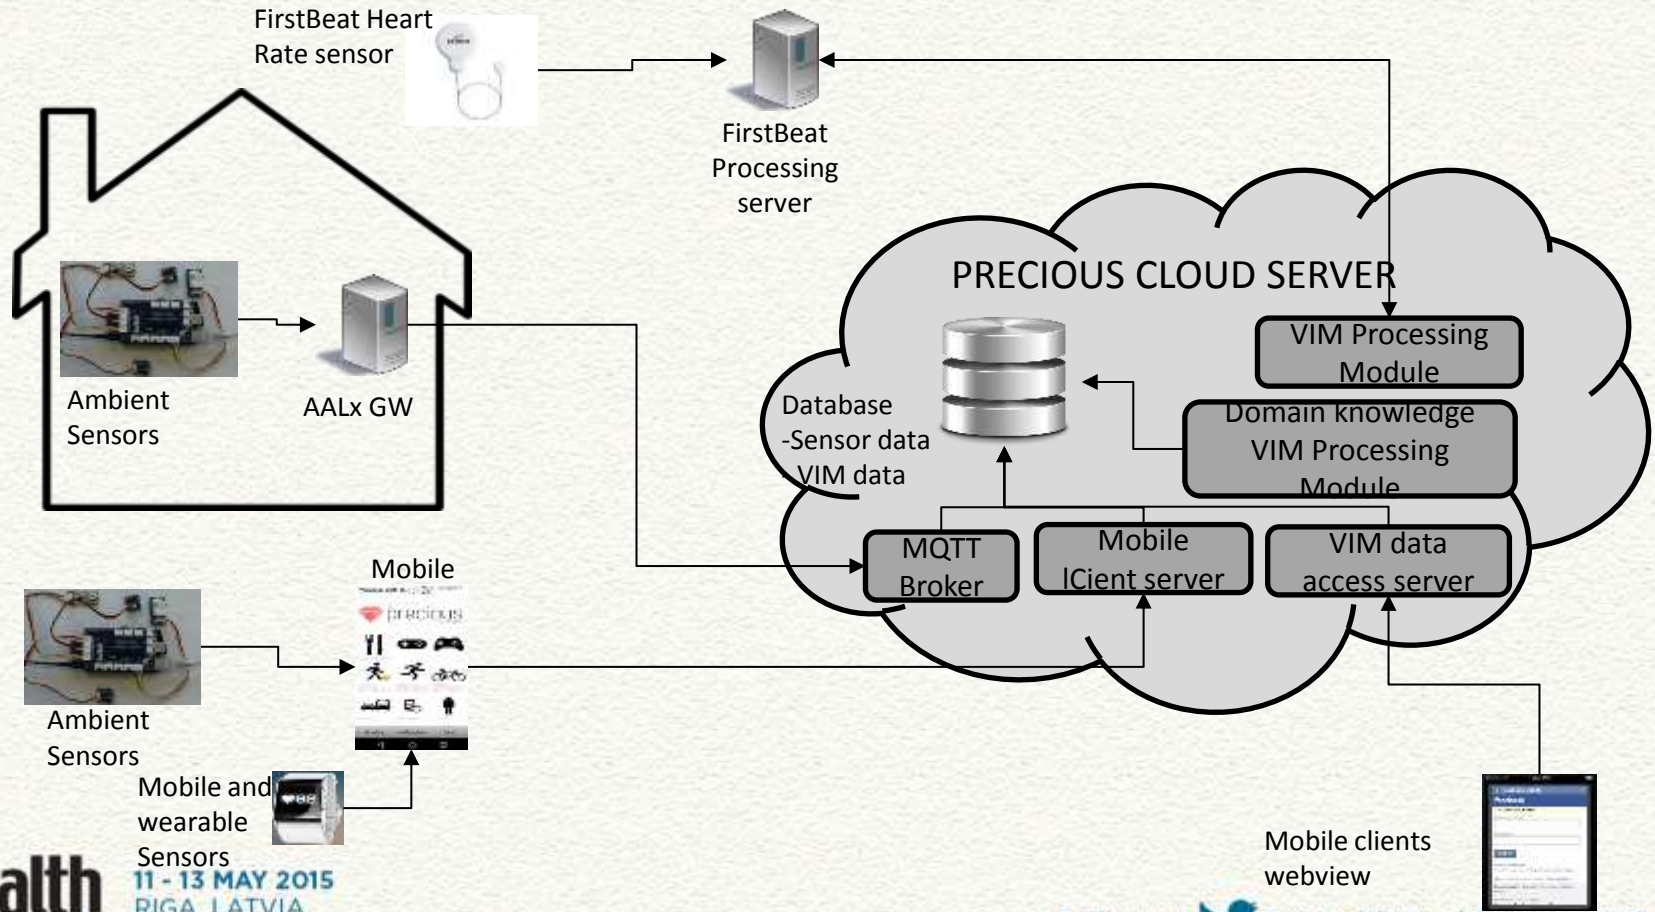 FirstBeat Heart
Rate sensor
FirstBeat
Processing
server
PRECIOUS CLOUD SERVER
VIM Processing
Module
Domain knowledge
VIM Processing
Module
Database
-Sensor data
- VIM data
MQTT
Broker
Mobile
lCient server
VIM data
access server
Ambient
Sensors
AALx GW
Mobile
precious
Ambient
Sensors
Mobile and
wearable
Sensors
Mobile clients
webview
alth
11 - 13 MAY 2015
RIGA, LATVIA